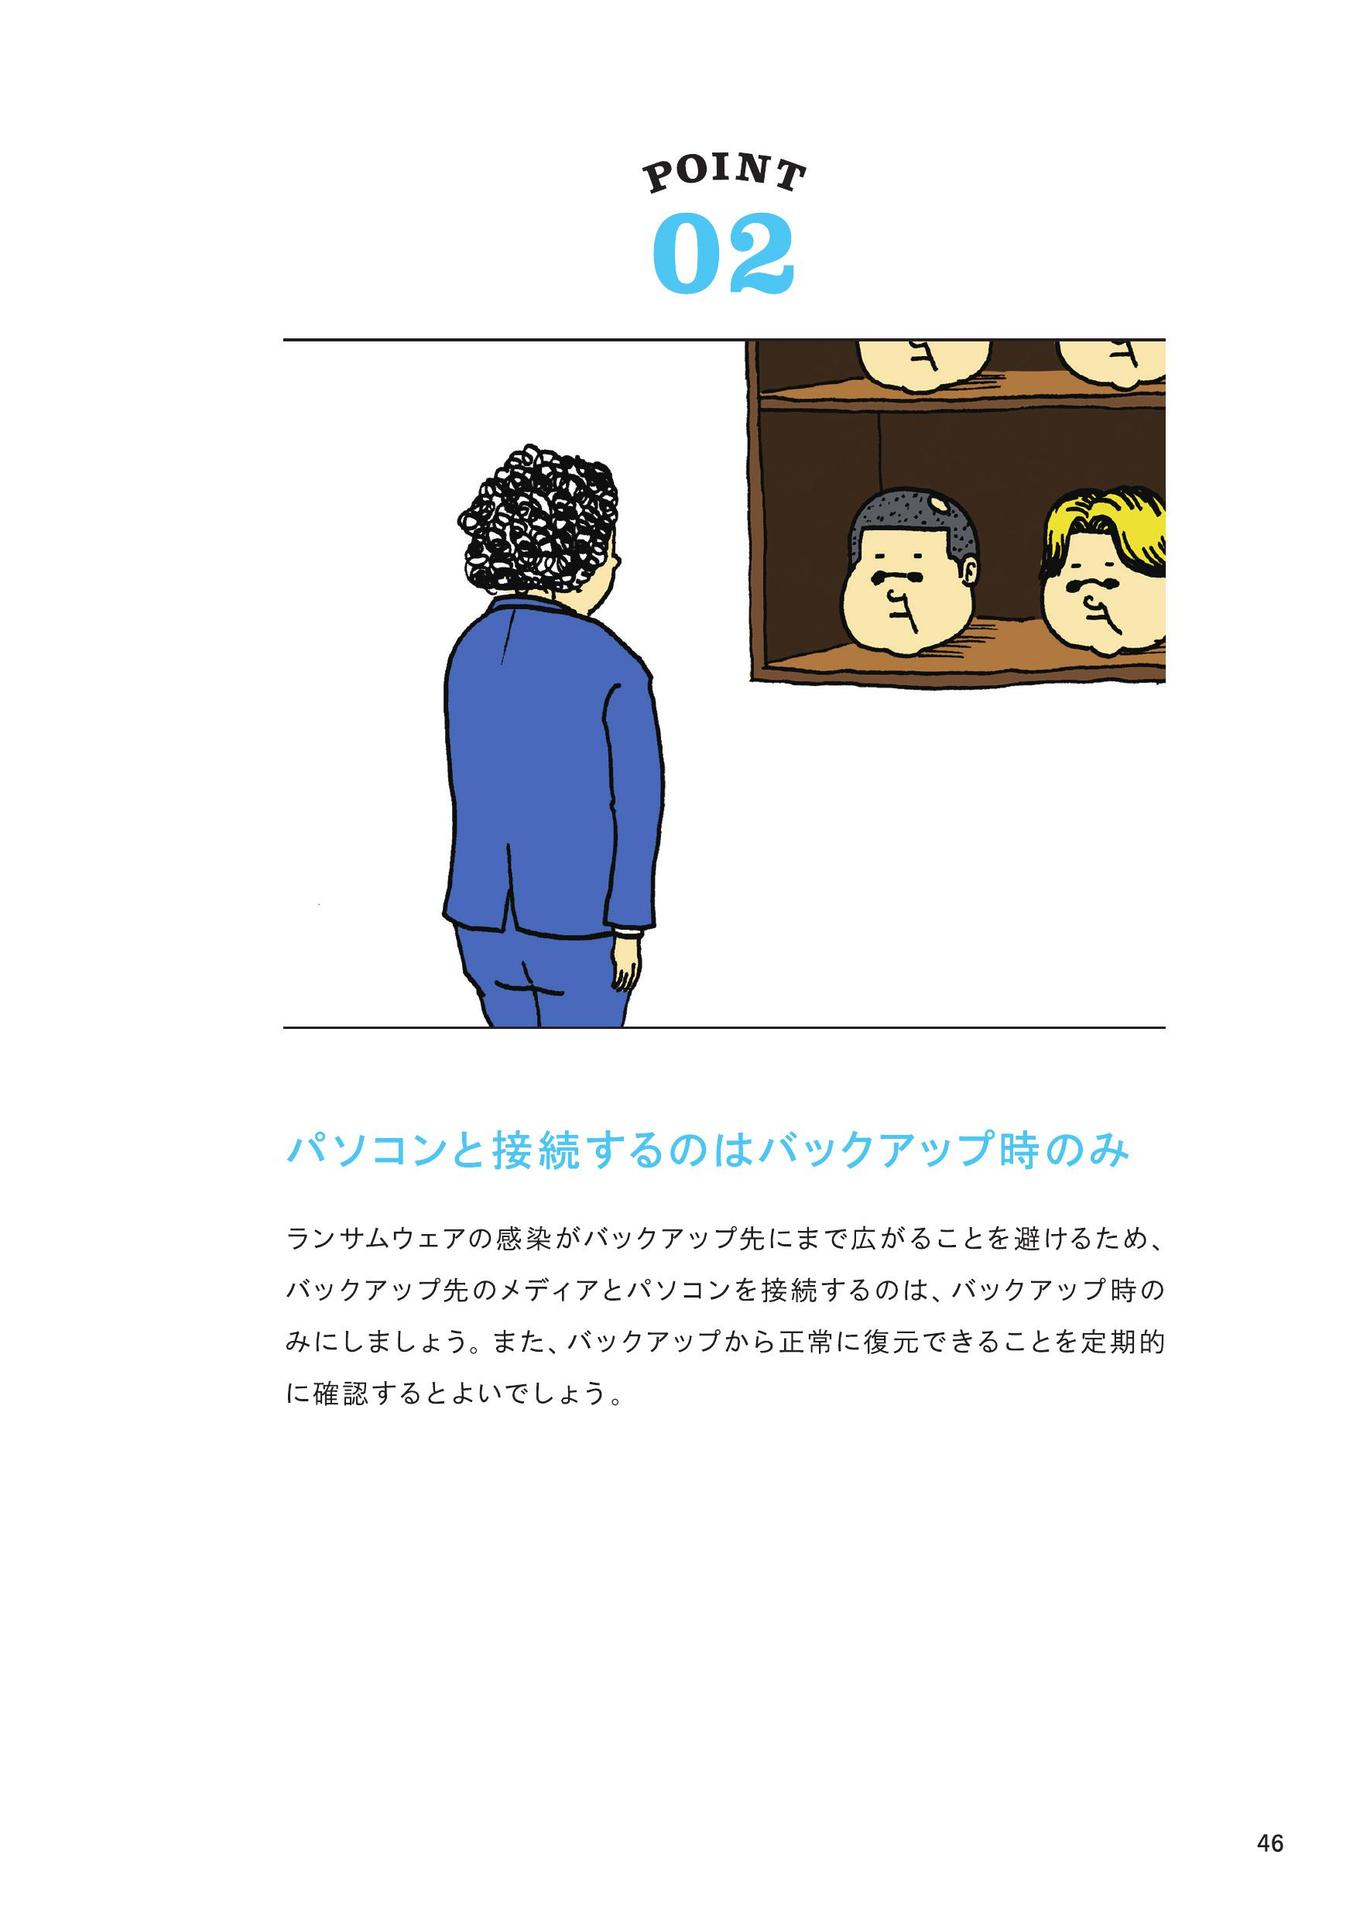 POINT
02
パソコンと接続するのはバックアップ時のみ
ランサムウェアの感染がバックアップ先にまで広がることを避けるため、
バックアップ先のメディアとパソコンを接続するのは、バックアップ時の
みにしましょう。また、バックアップから正常に復元できることを定期的
に確認するとよいでしょう。
46